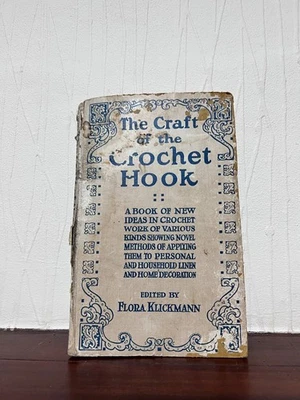 The Craft
of the
Crochet
Hook
A BOOK OF NEW
IDEAS IN CROCHET
WORK OF VARIOUS
KINDS SHOWING NOVEL
METHODS OF APPLYING
THEM TO PERSONAL
AND HOUSEHOLD LINEN
AND HOME DECORATION
EDITED BY
FLORA KLICKMANN